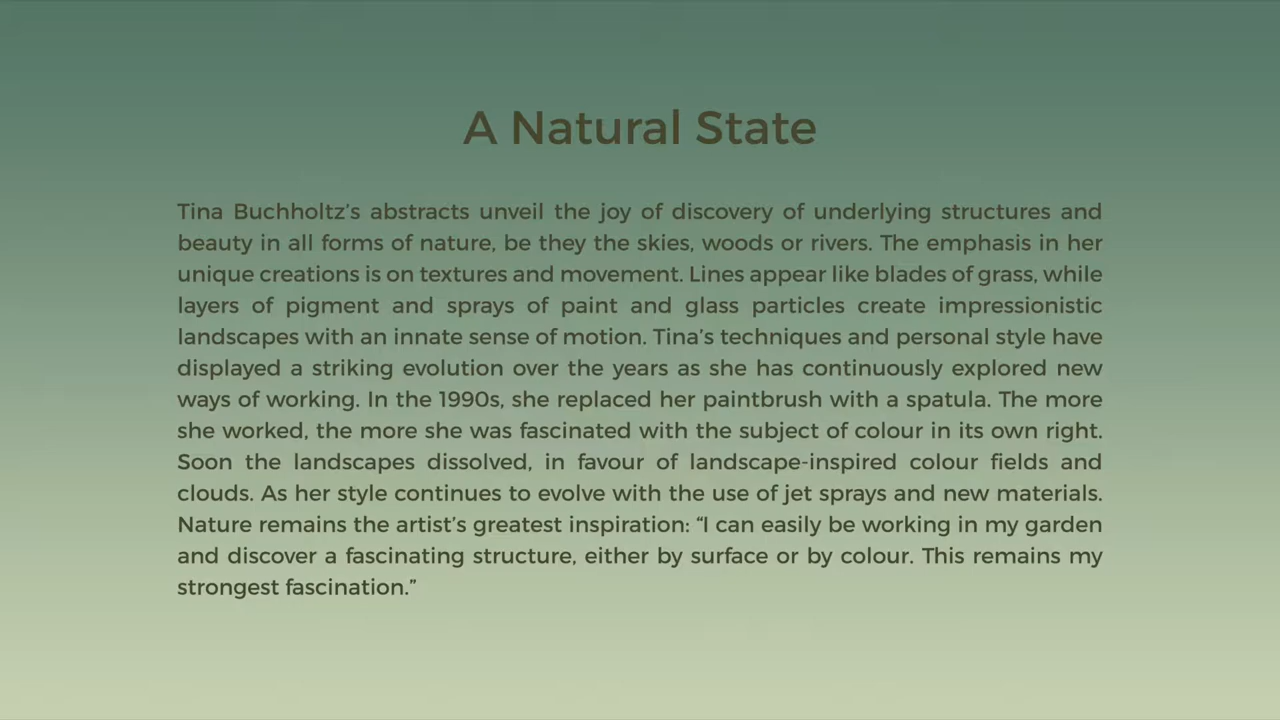 A Natural State
Tina Buchholtz’s abstracts unveil the joy of discovery of underlying structures and
beauty in all forms of nature, be they the skies, woods or rivers. The emphasis in her
unique creations is on textures and movement. Lines appear like blades of grass, while
layers of pigment and sprays of paint and glass particles create impressionistic
landscapes with an innate sense of motion. Tina’s techniques and personal style have
displayed a striking evolution over the years as she has continuously explored new
ways of working. In the 1990s, she replaced her paintbrush with a spatula. The more
she worked, the more she was fascinated with the subject of colour in its own right.
Soon the landscapes dissolved, in favour of landscape-inspired colour fields and
clouds. As her style continues to evolve with the use of jet sprays and new materials.
Nature remains the artist’s greatest inspiration: “I can easily be working in my garden
and discover a fascinating structure, either by surface or by colour. This remains my
strongest fascination.”